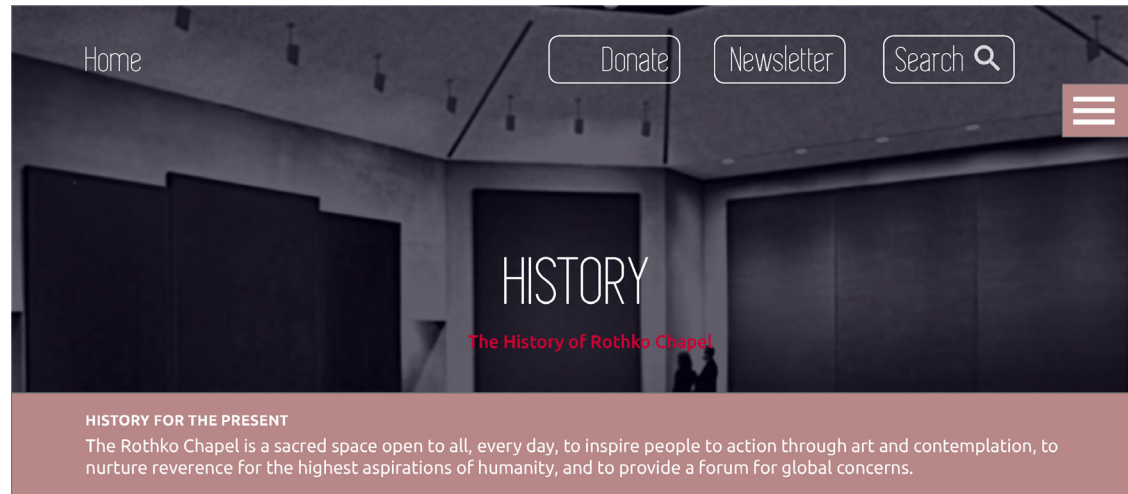 Home
Donate
Newsletter
Search
HISTORY
The History of Rothko Chapel
HISTORY FOR THE PRESENT
The Rothko Chapel is a sacred space open to all, every day, to inspire people to action through art and contemplation, to
nurture reverence for the highest aspirations of humanity, and to provide a forum for global concerns.